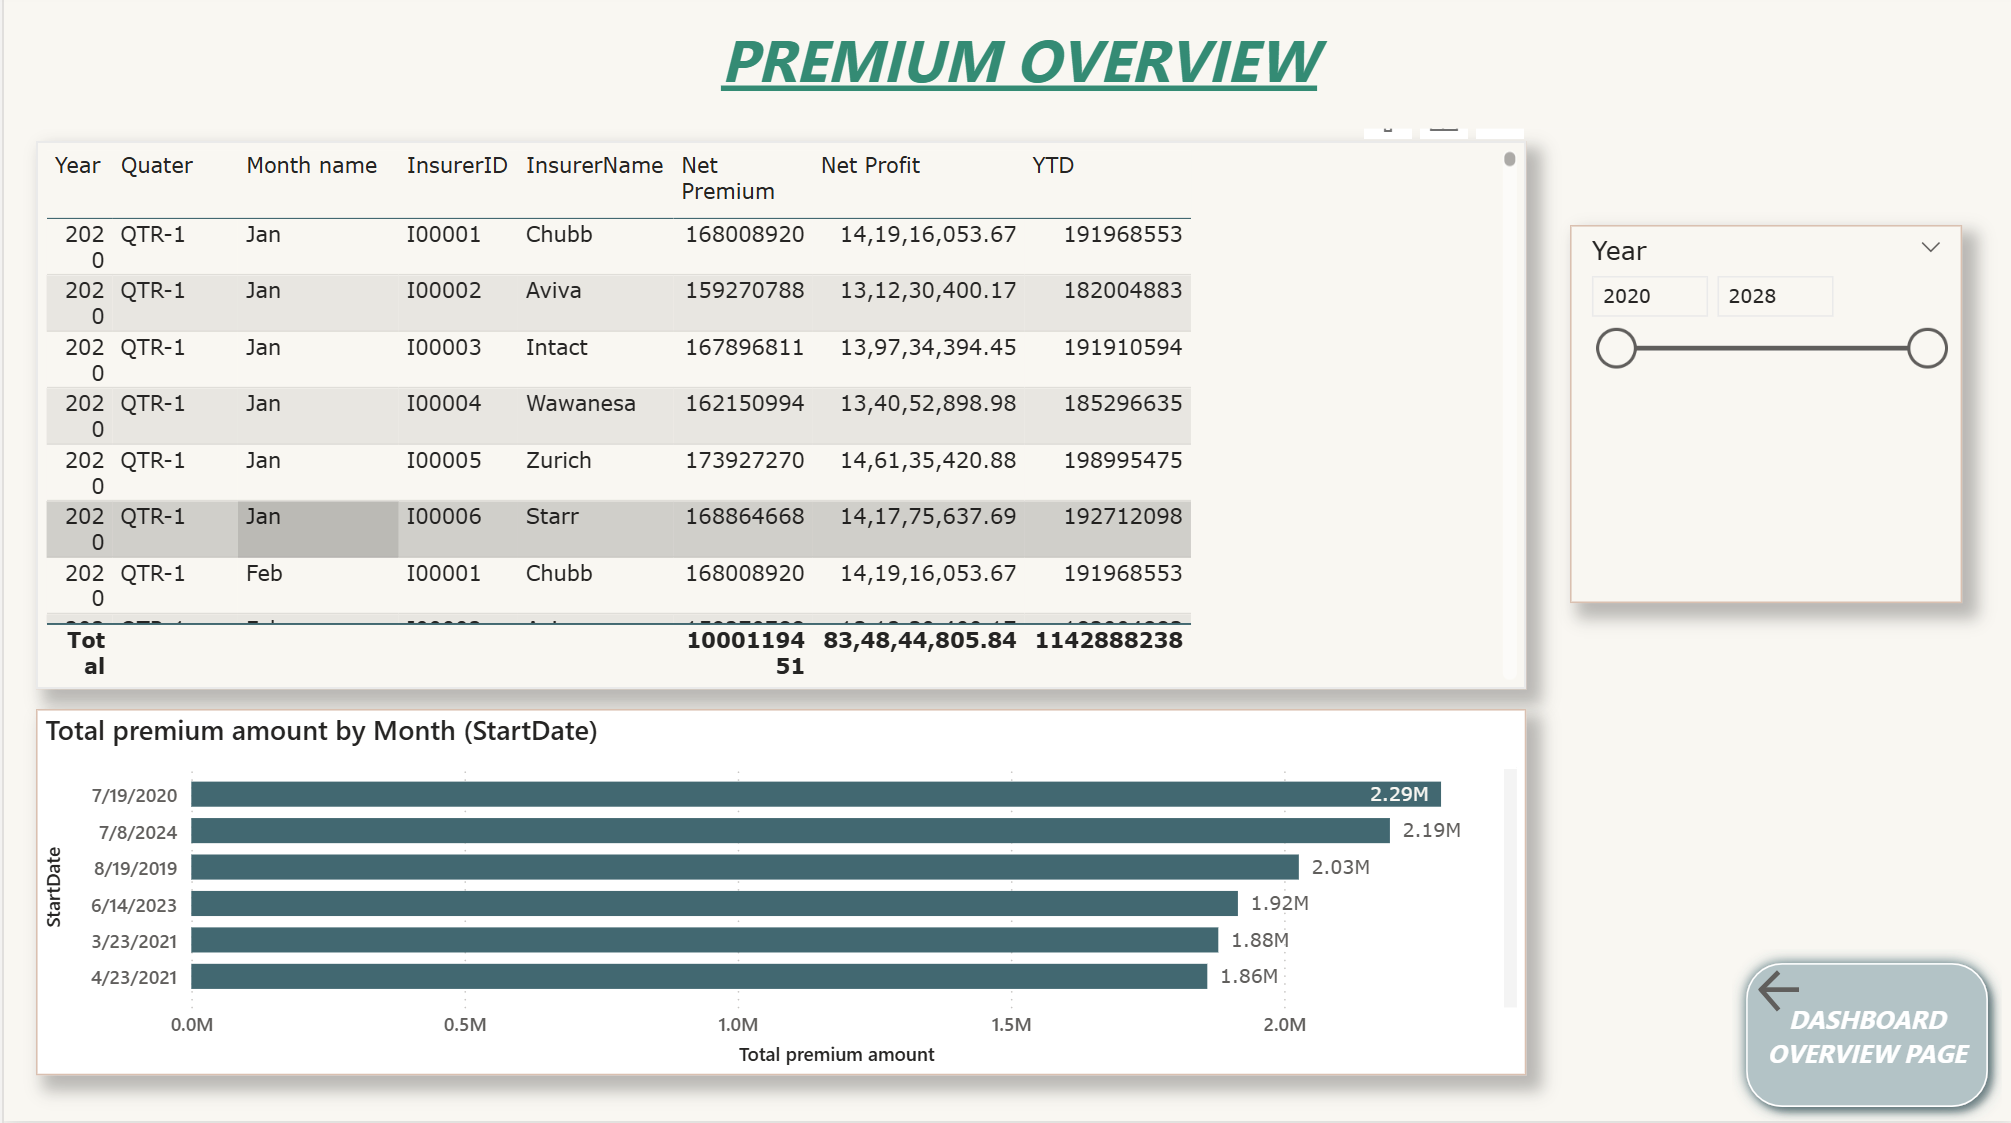 PREMIUM OVERVIEW
Year Quater Month name InsurerID InsurerName Net Premium Net Profit YTD
2020 QTR-1 Jan I00001 Chubb 168008920 14,19,16,053.67 191968553
2020 QTR-1 Jan I00002 Aviva 159270788 13,12,30,400.17 182004883
2020 QTR-1 Jan I00003 Intact 167896811 13,97,34,394.45 191910594
2020 QTR-1 Jan I00004 Wawanesa 162150994 13,40,52,898.98 185296635
2020 QTR-1 Jan I00005 Zurich 173927270 14,61,35,420.88 198995475
2020 QTR-1 Jan I00006 Starr 168864668 14,17,75,637.69 192712098
2020 QTR-1 Feb I00001 Chubb 168008920 14,19,16,053.67 191968553
Total 1000119451 83,48,44,805.84 1142888238
Year
2020 2028
Total premium amount by Month (StartDate)
StartDate
7/19/2020 2.29M
7/8/2024 2.19M
8/19/2019 2.03M
6/14/2023 1.92M
3/23/2021 1.88M
4/23/2021 1.86M
0.0M 0.5M 1.0M 1.5M 2.0M
Total premium amount
DASHBOARD
OVERVIEW PAGE